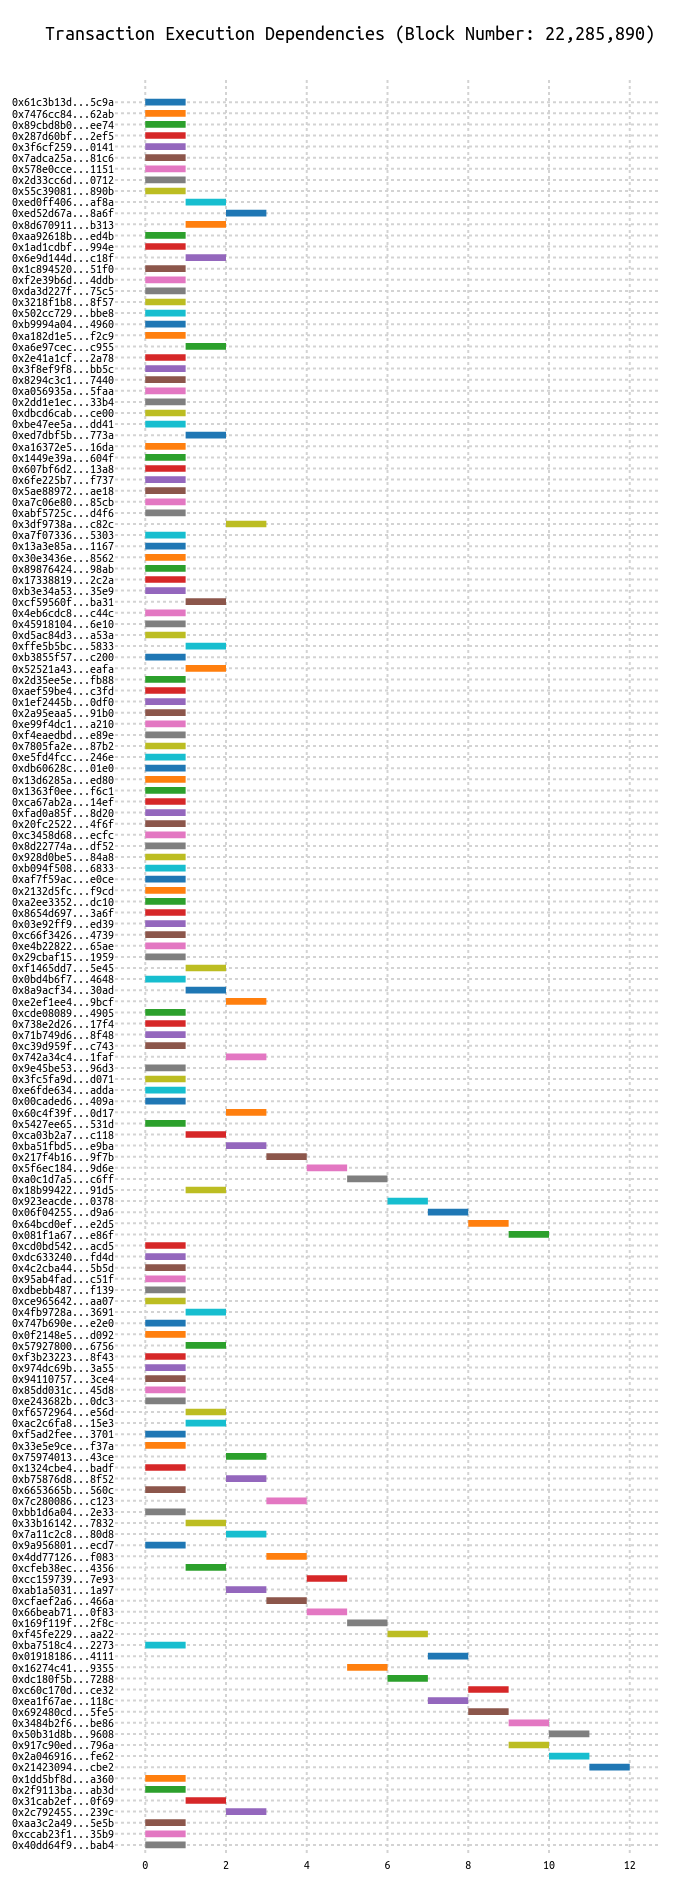 Transaction Execution Dependencies (Block Number: 22,285,890)
0x61c3b13d...5c9a
0x7476cc84...62ab
0x89cbd8b0...ee74
0x287d60bf...2ef5
0x3f6cf259...0141
0x7adca25a...81c6
0x578e0cce...1151
0x2d33cc6d...0712
0x55c39081...890b
0xed0ff406...af8a
0xed52d67a...8a6f
0x8d670911...b313
0xaa92618b...ed4b
0x1ad1cdbf...994e
0x6e9d144d...c18f
0x1c894520...51f0
0xf2e39b6d...4ddb
0xda3d227f...75c5
0x3218f1b8...8f57
0x502cc729...bbe8
0xb9994a04...4960
0xa182d1e5...f2c9
0xa6e97cec...c955
0x2e41a1cf...2a78
0x3f8ef9f8...bb5c
0x8294c3c1...7440
0xa056935a...5faa
0x2dd1e1ec...33b4
0xdbcd6cab...ce00
0xbe47ee5a...dd41
0xed7dbf5b...773a
0xa16372e5...16da
0x1449e39a...604f
0x607bf6d2...13a8
0x6fe225b7...f737
0x5ae88972...ae18
0xa7c06e80...85cb
0xabf5725c...d4f6
0x3df9738a...c82c
0xa7f07336...5303
0x13a3e85a...1167
0x30e3436e...8562
0x89876424...98ab
0x17338819...2c2a
0xb3e34a53...35e9
0xcf59560f...ba31
0x4eb6cdc8...c44c
0x45918104...6e10
0xd5ac84d3...a53a
0xffe5b5bc...5833
0xb3855f57...c200
0x52521a43...eafa
0x2d35ee5e...fb88
0xaef59be4...c3fd
0x1ef2445b...0df0
0x2a95eaa5...91b0
0xe99f4dc1...a210
0xf4eaedbd...e89e
0x7805fa2e...87b2
0xe5fd4fcc...246e
0xdb60628c...01e0
0x13d6285a...ed80
0x1363f0ee...f6c1
0xca67ab2a...14ef
0xfad0a85f...8d20
0x20fc2522...4f6f
0xc3458d68...ecfc
0x8d22774a...df52
0x928d0be5...84a8
0xb094f508...6833
0xaf7f59ac...e0ce
0x2132d5fc...f9cd
0xa2ee3352...dc10
0x8654d697...3a6f
0x03e92ff9...ed39
0xc66f3426...4739
0xe4b22822...65ae
0x29cbaf15...1959
0xf1465dd7...5e45
0x0bd4b6f7...4648
0x8a9acf34...30ad
0xe2ef1ee4...9bcf
0xcde08089...4905
0x738e2d26...17f4
0x71b749d6...8f48
0xc39d959f...c743
0x742a34c4...1faf
0x9e45be53...96d3
0x3fc5fa9d...d071
0xe6fde634...adda
0x00caded6...409a
0x60c4f39f...0d17
0x5427ee65...531d
0xca03b2a7...c118
0xba51fbd5...e9ba
0x217f4b16...9f7b
0x5f6ec184...9d6e
0xa0c1d7a5...c6ff
0x18b99422...91d5
0x923eacde...0378
0x06f04255...d9a6
0x64bcd0ef...e2d5
0x081f1a67...e86f
0xcd0bd542...acd5
0xdc633240...fd4d
0x4c2cba44...5b5d
0x95ab4fad...c51f
0xdbebb487...f139
0xce965642...aa07
0x4fb9728a...3691
0x747b690e...e2e0
0x0f2148e5...d092
0x57927800...6756
0xf3b23223...8f43
0x974dc69b...3a55
0x94110757...3ce4
0x85dd031c...45d8
0xe243682b...0dc3
0xf6572964...e56d
0xac2c6fa8...15e3
0xf5ad2fee...3701
0x33e5e9ce...f37a
0x75974013...43ce
0x1324cbe4...badf
0xb75876d8...8f52
0x6653665b...560c
0x7c280086...c123
0xbb1d6a04...2e33
0x33b16142...7832
0x7a11c2c8...80d8
0x9a956801...ecd7
0x4dd77126...f083
0xcfeb38ec...4356
0xcc159739...7e93
0xab1a5031...1a97
0xcfaef2a6...466a
0x66beab71...0f83
0x169f119f...2f8c
0xf45fe229...aa22
0xba7518c4...2273
0x01918186...4111
0x16274c41...9355
0xdc180f5b...7288
0xc60c170d...ce32
0xea1f67ae...118c
0x692480cd...5fe5
0x3484b2f6...be86
0x50b31d8b...9608
0x917c90ed...796a
0x2a046916...fe62
0x21423094...cbe2
0x1dd5bf8d...a360
0x2f9113ba...ab3d
0x31cab2ef...0f69
0x2c792455...239c
0xaa3c2a49...5e5b
0xccab23f1...35b9
0x40dd64f9...bab4
0 2 4 6 8 10 12